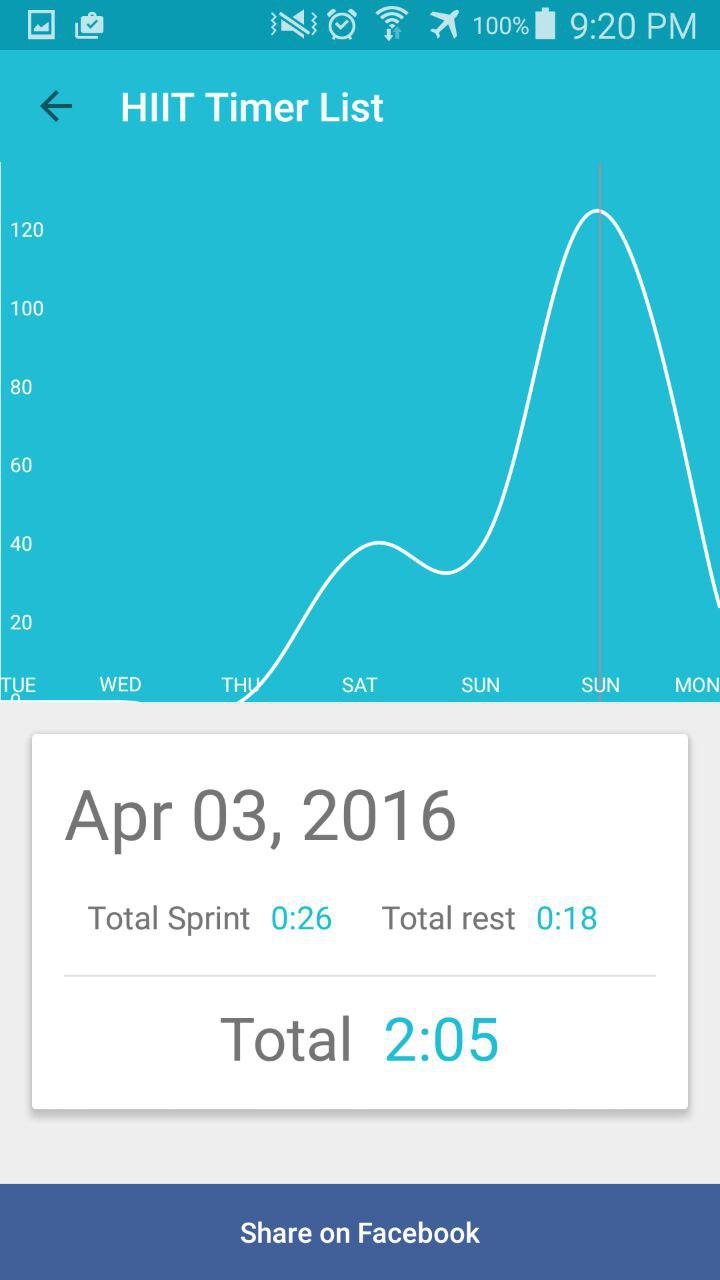 100% 9:20 PM
HIIT Timer List
120
100
80
60
40
20
TUE WED THU SAT SUN SUN MON
0
Apr 03, 2016
Total Sprint 0:26 Total rest 0:18
Total 2:05
Share on Facebook